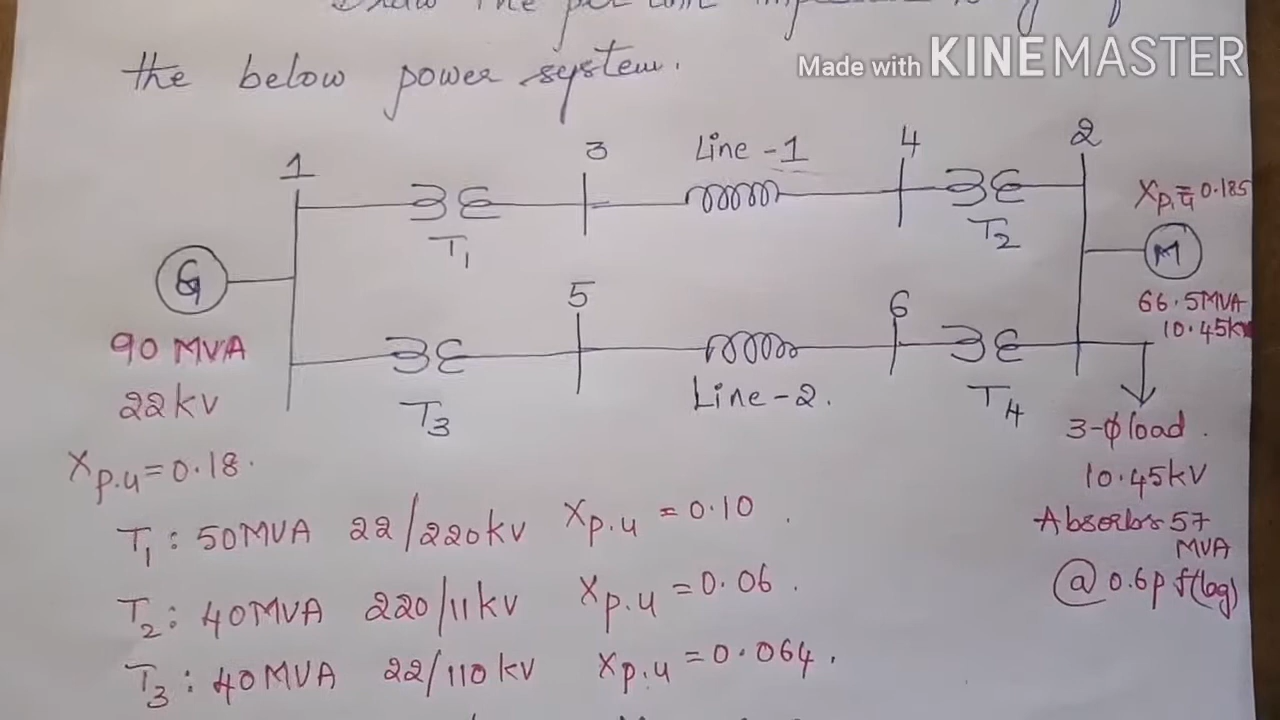 the below power system.
Made with KINEMASTER
1
3
Line-1
4
2
Xp.u=0.185
T1
T2
G
M
5
6
66.5MVA
10.45kv
90 MVA
22kv
Xp.u=0.18.
T3
Line-2.
T4
3-ϕ load.
10.45kV
Absorbs 57
MVA
@ 0.6p f(lag)
T1: 50MVA 22/220kv Xp.u=0.10.
T2: 40MVA 220/11kv Xp.u=0.06.
T3: 40MVA 22/110kv Xp.u=0.064.